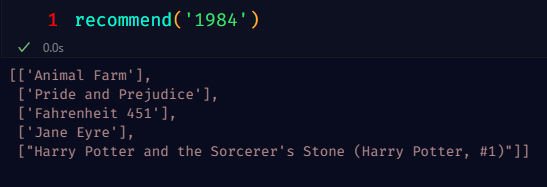 1 recommend('1984')
✓ 0.0s
[['Animal Farm'],
['Pride and Prejudice'],
['Fahrenheit 451'],
['Jane Eyre'],
["Harry Potter and the Sorcerer's Stone (Harry Potter, #1)"]]